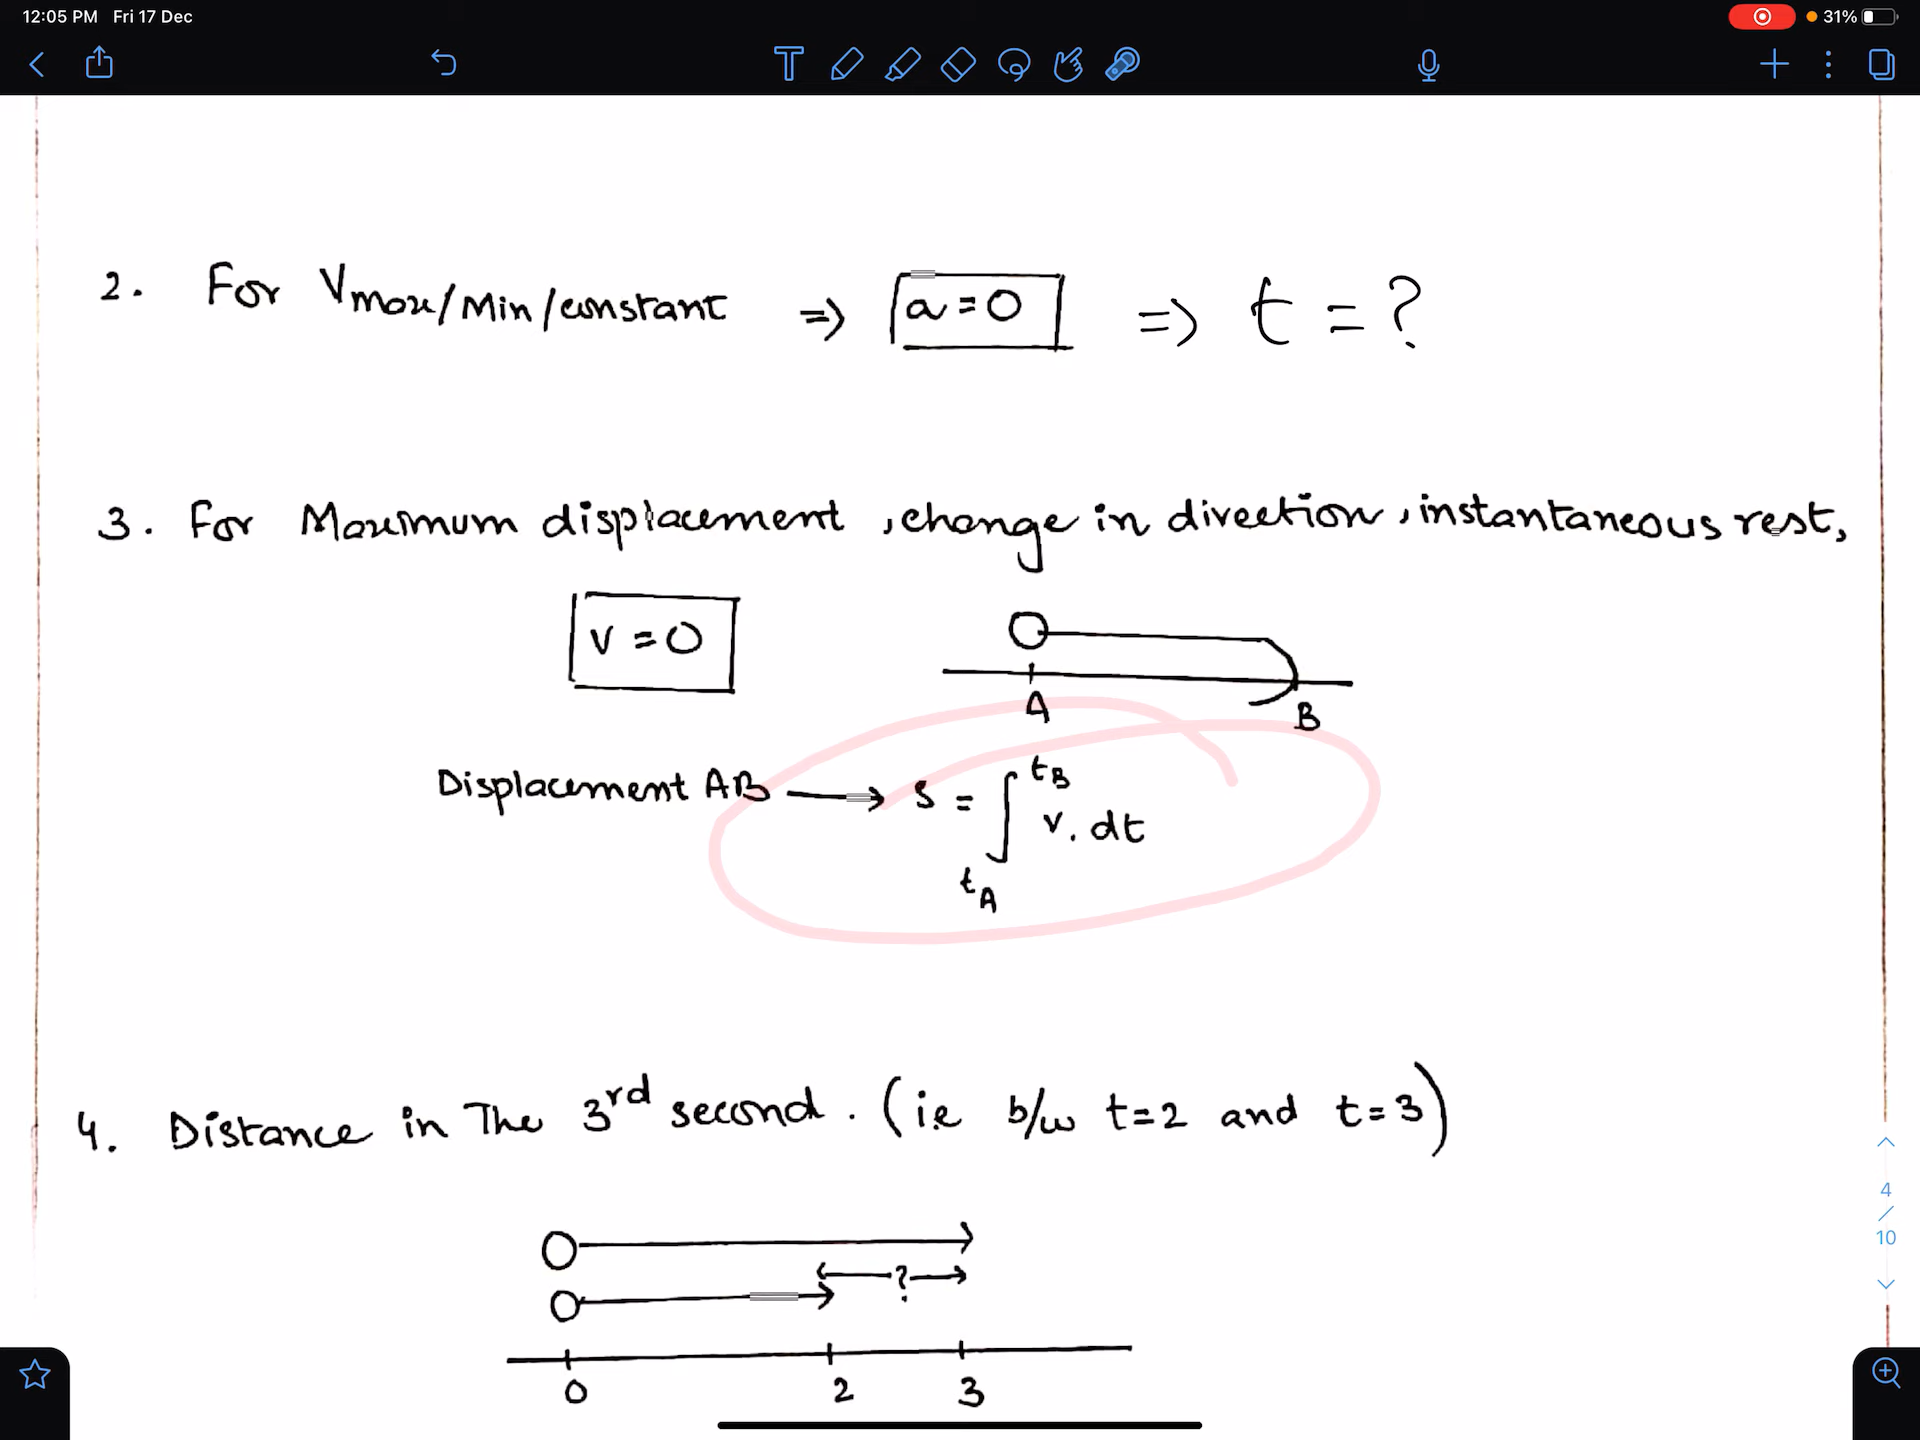 12:05 PM Fri 17 Dec
31%
2. For Vmax/Min/constant => a = 0 => t = ?
3. For Maximum displacement, change in direction, instantaneous rest,
v = 0
A B
Displacement AB → s = ∫ tB tA v. dt
4. Distance in The 3rd second. (ie b/w t=2 and t=3)
?
0 2 3
4
/
10